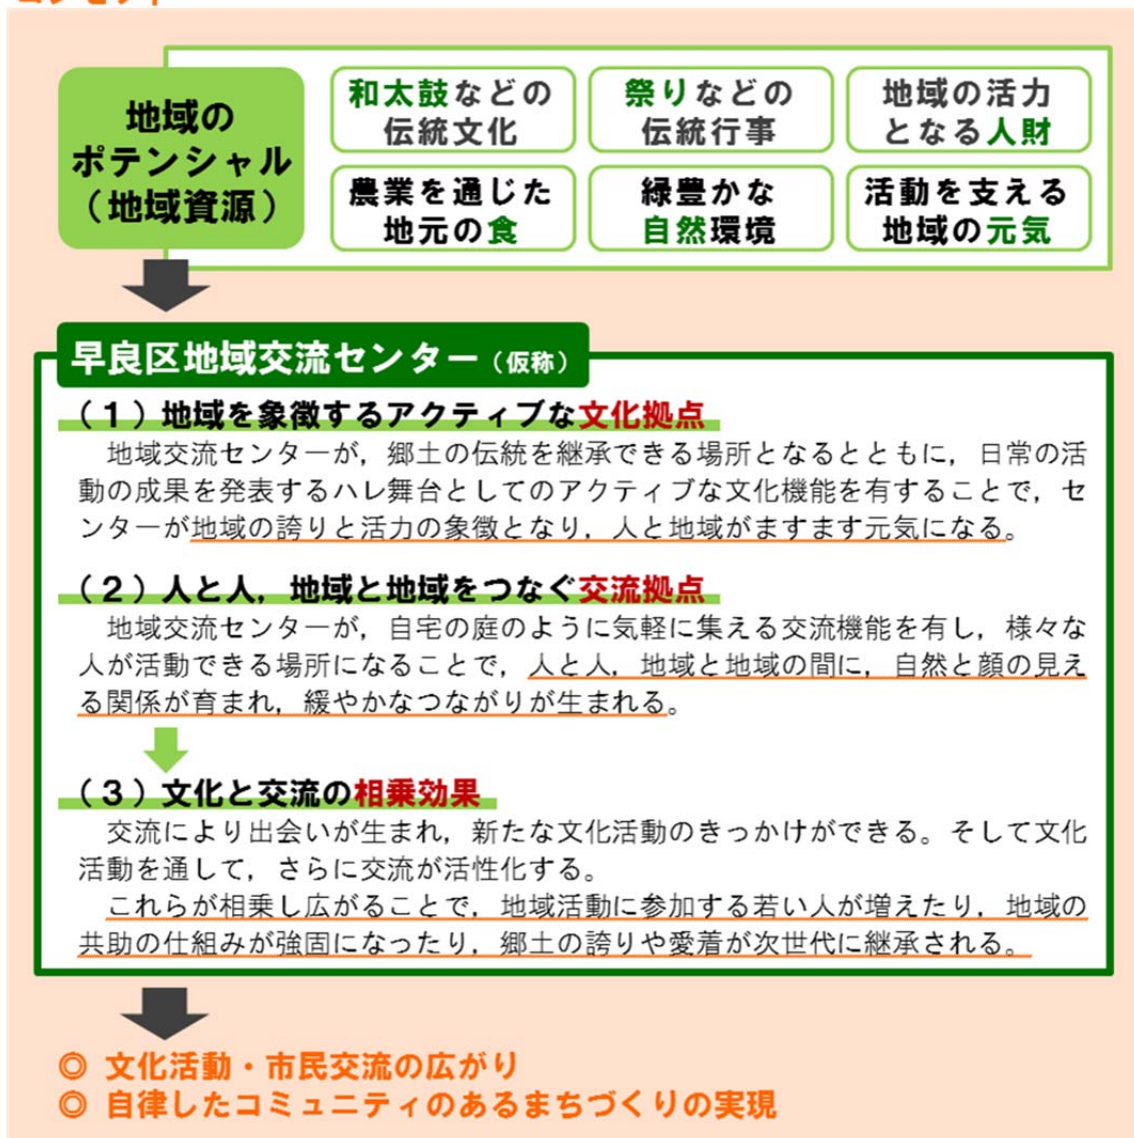 コンセプト
地域の
ポテンシャル
（地域資源）
和太鼓などの
伝統文化
祭りなどの
伝統行事
地域の活力
となる人財
農業を通じた
地元の食
緑豊かな
自然環境
活動を支える
地域の元気
早良区地域交流センター（仮称）
（１）地域を象徴するアクティブな文化拠点
地域交流センターが，郷土の伝統を継承できる場所となるとともに，日常の活
動の成果を発表するハレ舞台としてのアクティブな文化機能を有することで，セ
ンターが地域の誇りと活力の象徴となり，人と地域がますます元気になる。
（２）人と人，地域と地域をつなぐ交流拠点
地域交流センターが，自宅の庭のように気軽に集える交流機能を有し，様々な
人が活動できる場所になることで，人と人，地域と地域の間に，自然と顔の見え
る関係が育まれ，緩やかなつながりが生まれる。
（３）文化と交流の相乗効果
交流により出会いが生まれ，新たな文化活動のきっかけができる。そして文化
活動を通して，さらに交流が活性化する。
これらが相乗し広がることで，地域活動に参加する若い人が増えたり，地域の
共助の仕組みが強固になったり，郷土の誇りや愛着が次世代に継承される。
◎ 文化活動・市民交流の広がり
◎ 自律したコミュニティのあるまちづくりの実現